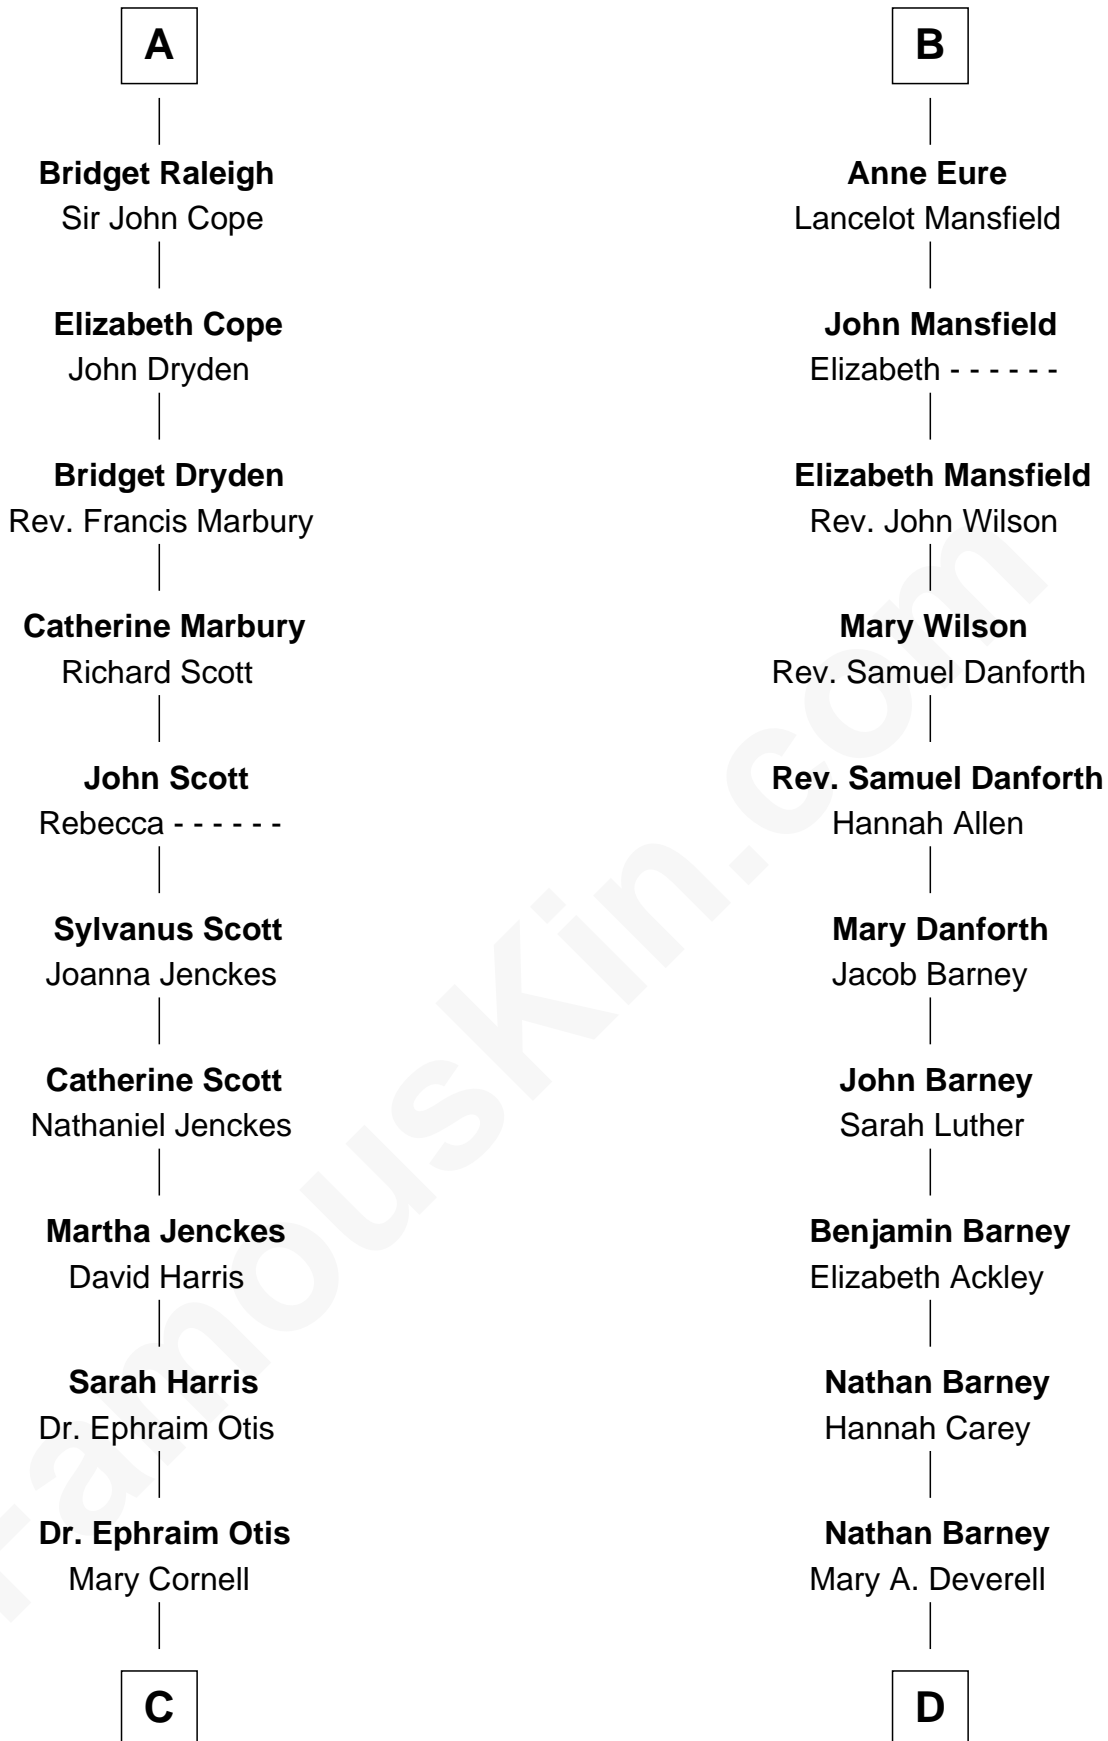 A
Bridget Raleigh
Sir John Cope
Elizabeth Cope
John Dryden
Bridget Dryden
Rev. Francis Marbury
Catherine Marbury
Richard Scott
John Scott
Rebecca - - - - - -
Sylvanus Scott
Joanna Jenckes
Catherine Scott
Nathaniel Jenckes
Martha Jenckes
David Harris
Sarah Harris
Dr. Ephraim Otis
Dr. Ephraim Otis
Mary Cornell
C
B
Anne Eure
Lancelot Mansfield
John Mansfield
Elizabeth - - - - - -
Elizabeth Mansfield
Rev. John Wilson
Mary Wilson
Rev. Samuel Danforth
Rev. Samuel Danforth
Hannah Allen
Mary Danforth
Jacob Barney
John Barney
Sarah Luther
Benjamin Barney
Elizabeth Ackley
Nathan Barney
Hannah Carey
Nathan Barney
Mary A. Deverell
D
FamousKin.com